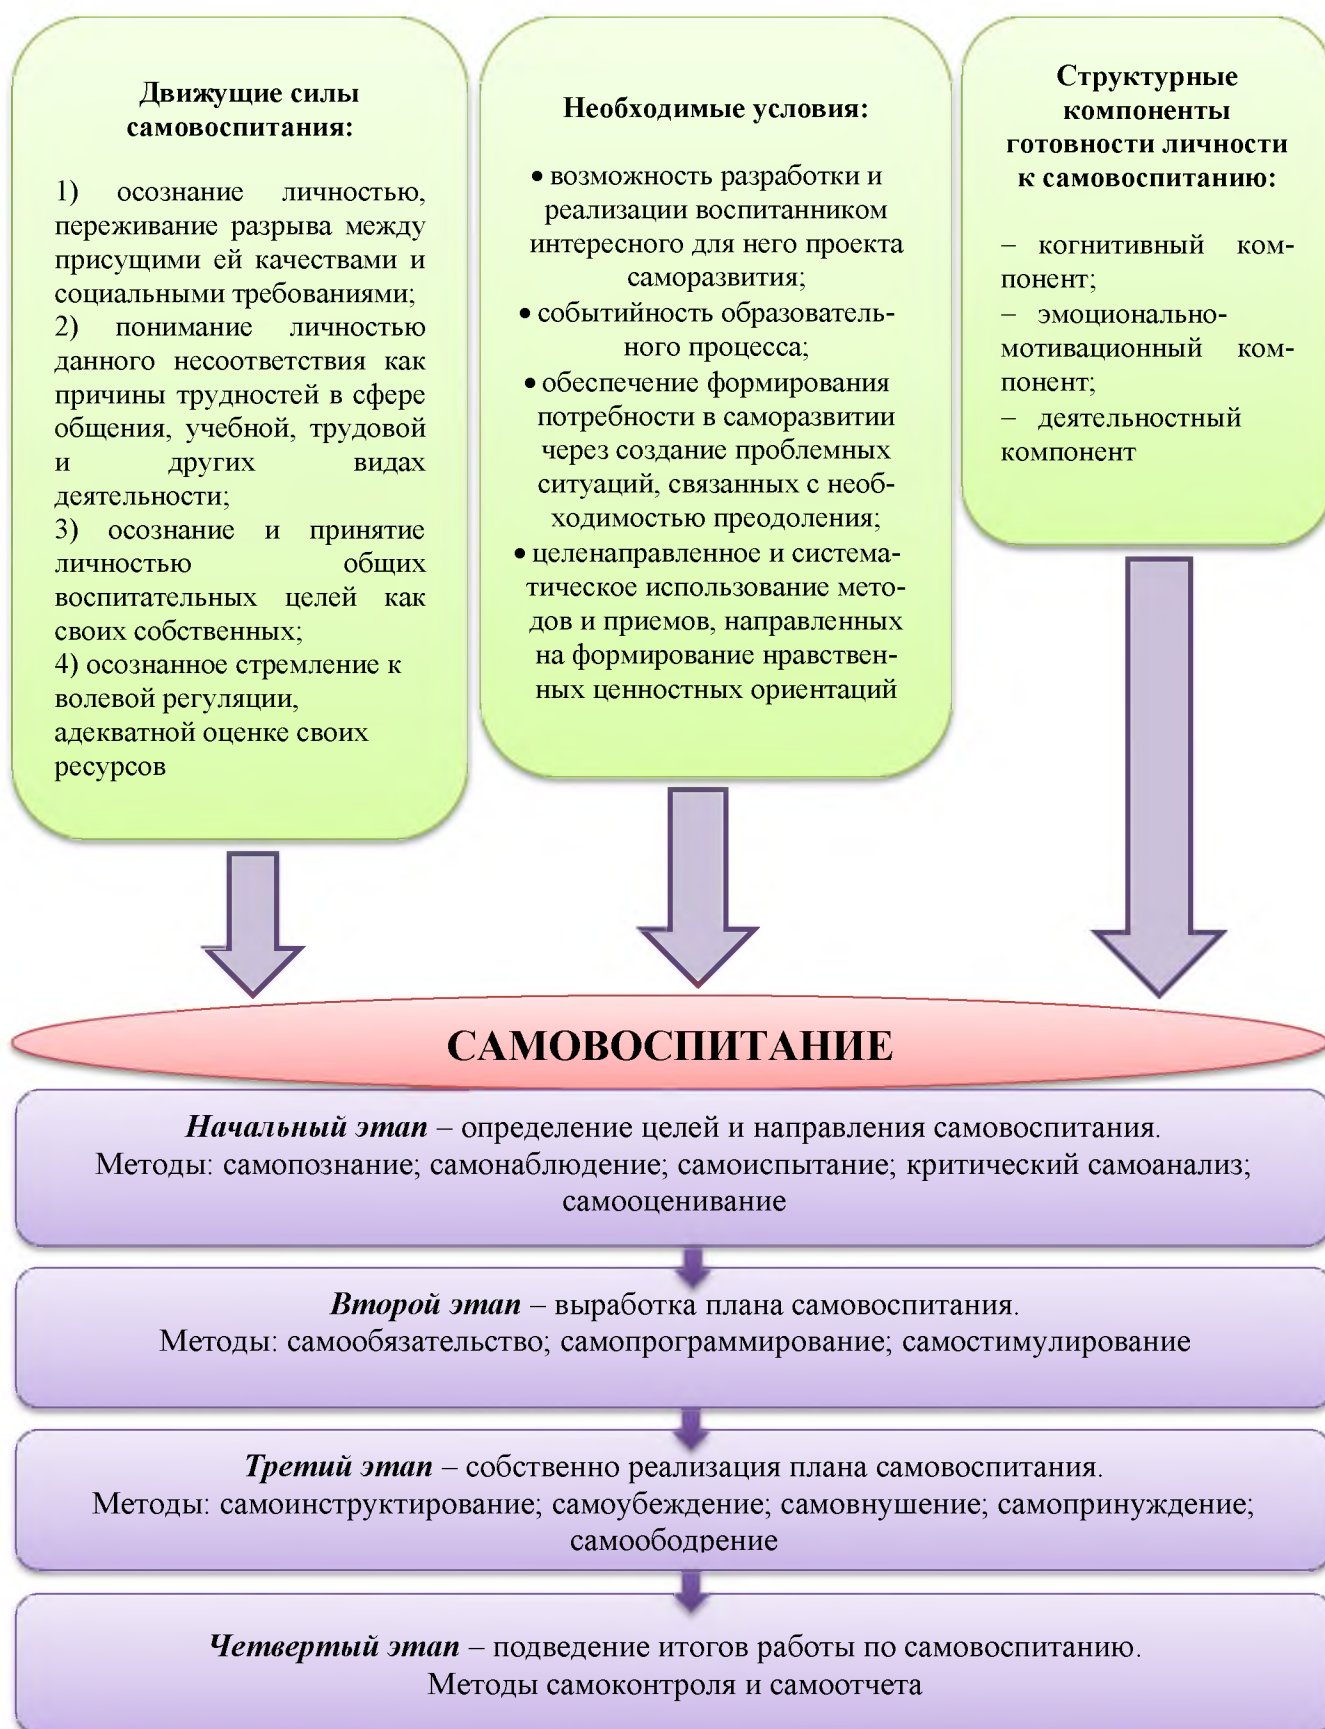 Движущие силы
самовоспитания:
1) осознание личностью,
переживание разрыва между
присущими ей качествами и
социальными требованиями;
2) понимание личностью
данного несоответствия как
причины трудностей в сфере
общения, учебной, трудовой
и других видах
деятельности;
3) осознание и принятие
личностью общих
воспитательных целей как
своих собственных;
4) осознанное стремление к
волевой регуляции,
адекватной оценке своих
ресурсов
Необходимые условия:
• возможность разработки и
реализации воспитанником
интересного для него проекта
саморазвития;
• событийность образователь-
ного процесса;
• обеспечение формирования
потребности в саморазвитии
через создание проблемных
ситуаций, связанных с необ-
ходимостью преодоления;
• целенаправленное и система-
тическое использование мето-
дов и приемов, направленных
на формирование нравствен-
ных ценностных ориентаций
Структурные
компоненты
готовности личности
к самовоспитанию:
– когнитивный ком-
понент;
– эмоционально-
мотивационный ком-
понент;
– деятельностный
компонент
САМОВОСПИТАНИЕ
Начальный этап – определение целей и направления самовоспитания.
Методы: самопознание; самонаблюдение; самоиспытание; критический самоанализ;
самооценивание
Второй этап – выработка плана самовоспитания.
Методы: самообязательство; самопрограммирование; самостимулирование
Третий этап – собственно реализация плана самовоспитания.
Методы: самоинструктирование; самоубеждение; самовнушение; самопринуждение;
самоободрение
Четвертый этап – подведение итогов работы по самовоспитанию.
Методы самоконтроля и самоотчета